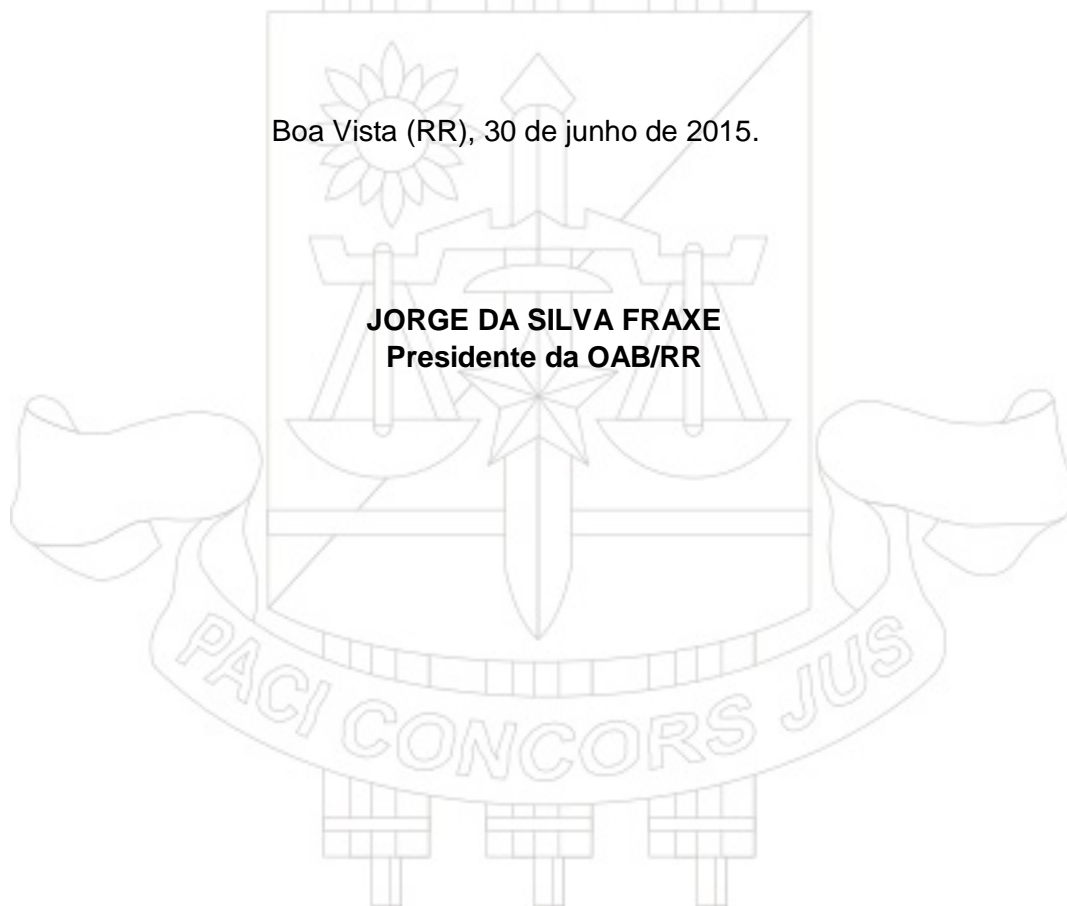 Boa Vista (RR), 30 de junho de 2015.
JORGE DA SILVA FRAXE
Presidente da OAB/RR
PACI CONCORS JUS